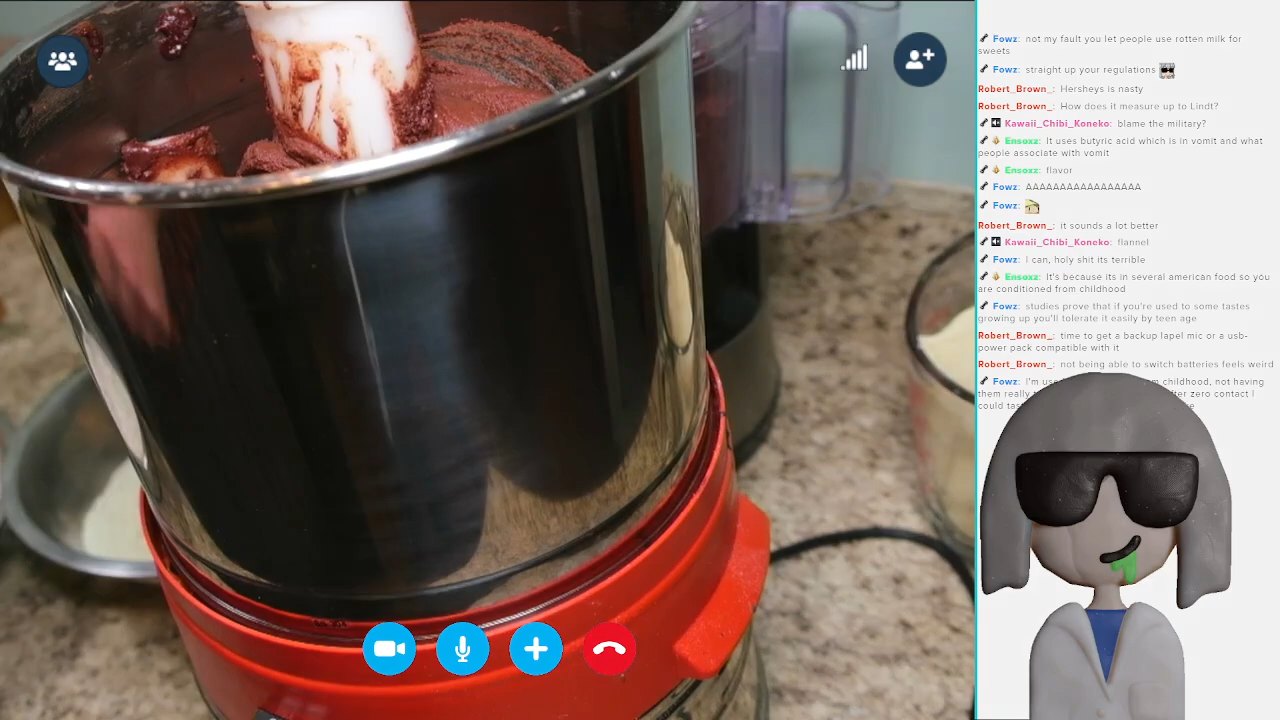 Fowz: not my fault you let people use rotten milk for
sweets
Fowz: straight up your regulations
Robert_Brown_: Hersheys is nasty
Robert_Brown_: How does it measure up to Lindt?
Kawaii_Chibi_Koneko: blame the military?
Ensoxz: It uses butyric acid which is in vomit and what
people associate with vomit
Ensoxz: flavor
Fowz: AAAAAAAAAAAAAAAAA
Fowz:
Robert_Brown_: it sounds a lot better
Kawaii_Chibi_Koneko: flannel
Fowz: I can, holy shit its terrible
Ensoxz: It's because its in several american food so you
are conditioned from childhood
Fowz: studies prove that if you're used to some tastes
growing up you'll tolerate it easily by teen age
Robert_Brown_: time to get a backup lapel mic or a usb-
power pack compatible with it
Robert_Brown_: not being able to switch batteries feels weird
Fowz: I'm childhood, not having
them really zero contact I
could